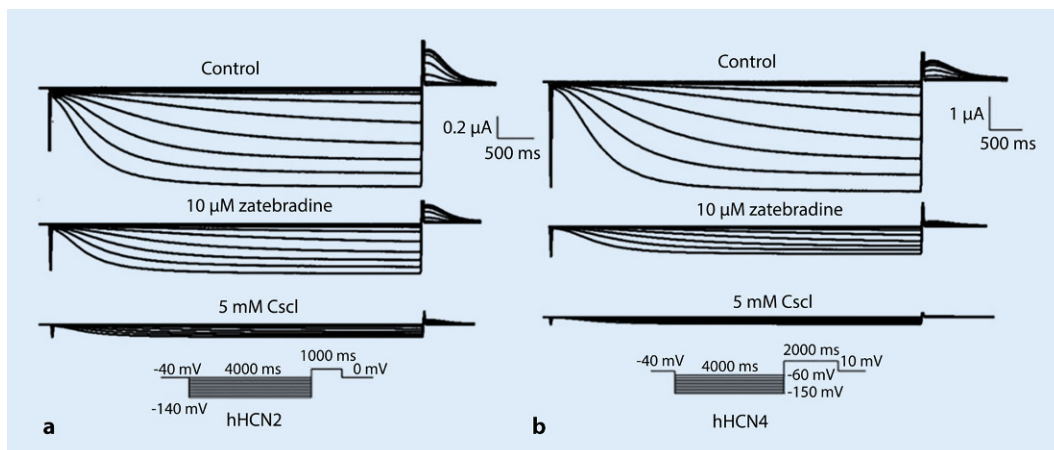 Control
0.2 µA
500 ms
10 µM zatebradine
5 mM Cscl
1000 ms
-40 mV
4000 ms
0 mV
-140 mV
a
hHCN2
Control
1 µA
500 ms
10 µM zatebradine
5 mM Cscl
2000 ms
-40 mV
4000 ms
10 mV
-60 mV
-150 mV
b
hHCN4